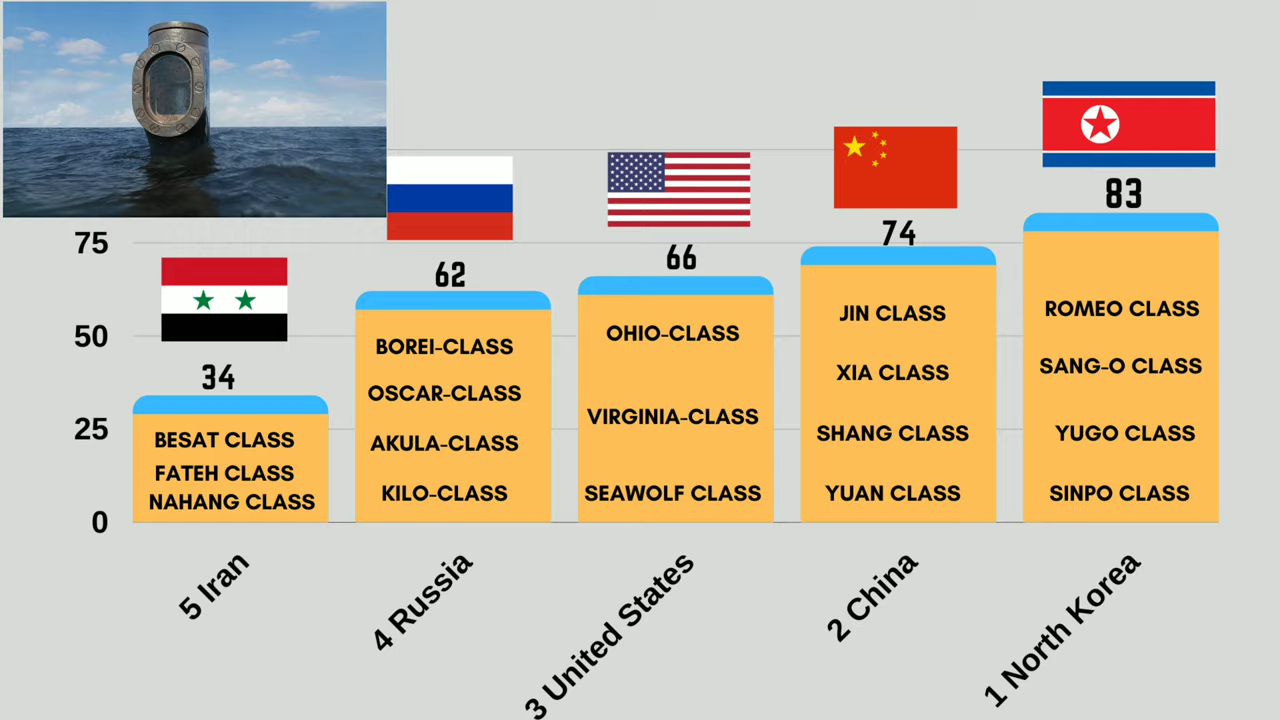 75
50
25
0
34
BESAT CLASS
FATEH CLASS
NAHANG CLASS
5 Iran
62
BOREI-CLASS
OSCAR-CLASS
AKULA-CLASS
KILO-CLASS
4 Russia
66
OHIO-CLASS
VIRGINIA-CLASS
SEAWOLF CLASS
3 United States
74
JIN CLASS
XIA CLASS
SHANG CLASS
YUAN CLASS
2 China
83
ROMEO CLASS
SANG-O CLASS
YUGO CLASS
SINPO CLASS
1 North Korea